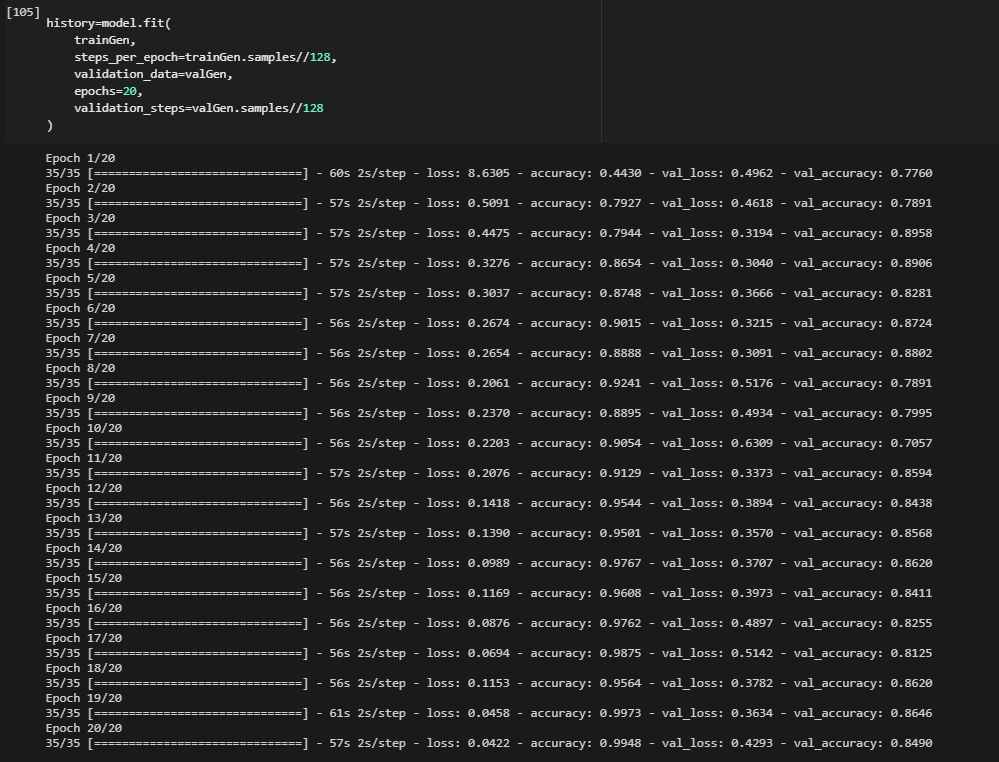 [105]
history=model.fit(
    trainGen,
    steps_per_epoch=trainGen.samples//128,
    validation_data=valGen,
    epochs=20,
    validation_steps=valGen.samples//128
)
Epoch 1/20
35/35 [==============================] - 60s 2s/step - loss: 8.6305 - accuracy: 0.4430 - val_loss: 0.4962 - val_accuracy: 0.7760
Epoch 2/20
35/35 [==============================] - 57s 2s/step - loss: 0.5091 - accuracy: 0.7927 - val_loss: 0.4618 - val_accuracy: 0.7891
Epoch 3/20
35/35 [==============================] - 57s 2s/step - loss: 0.4475 - accuracy: 0.7944 - val_loss: 0.3194 - val_accuracy: 0.8958
Epoch 4/20
35/35 [==============================] - 57s 2s/step - loss: 0.3276 - accuracy: 0.8654 - val_loss: 0.3040 - val_accuracy: 0.8906
Epoch 5/20
35/35 [==============================] - 57s 2s/step - loss: 0.3037 - accuracy: 0.8748 - val_loss: 0.3666 - val_accuracy: 0.8281
Epoch 6/20
35/35 [==============================] - 56s 2s/step - loss: 0.2674 - accuracy: 0.9015 - val_loss: 0.3215 - val_accuracy: 0.8724
Epoch 7/20
35/35 [==============================] - 56s 2s/step - loss: 0.2654 - accuracy: 0.8888 - val_loss: 0.3091 - val_accuracy: 0.8802
Epoch 8/20
35/35 [==============================] - 56s 2s/step - loss: 0.2061 - accuracy: 0.9241 - val_loss: 0.5176 - val_accuracy: 0.7891
Epoch 9/20
35/35 [==============================] - 56s 2s/step - loss: 0.2370 - accuracy: 0.8895 - val_loss: 0.4934 - val_accuracy: 0.7995
Epoch 10/20
35/35 [==============================] - 56s 2s/step - loss: 0.2203 - accuracy: 0.9054 - val_loss: 0.6309 - val_accuracy: 0.7057
Epoch 11/20
35/35 [==============================] - 57s 2s/step - loss: 0.2076 - accuracy: 0.9129 - val_loss: 0.3373 - val_accuracy: 0.8594
Epoch 12/20
35/35 [==============================] - 56s 2s/step - loss: 0.1418 - accuracy: 0.9544 - val_loss: 0.3894 - val_accuracy: 0.8438
Epoch 13/20
35/35 [==============================] - 57s 2s/step - loss: 0.1390 - accuracy: 0.9501 - val_loss: 0.3570 - val_accuracy: 0.8568
Epoch 14/20
35/35 [==============================] - 56s 2s/step - loss: 0.0989 - accuracy: 0.9767 - val_loss: 0.3707 - val_accuracy: 0.8620
Epoch 15/20
35/35 [==============================] - 56s 2s/step - loss: 0.1169 - accuracy: 0.9608 - val_loss: 0.3973 - val_accuracy: 0.8411
Epoch 16/20
35/35 [==============================] - 56s 2s/step - loss: 0.0876 - accuracy: 0.9762 - val_loss: 0.4897 - val_accuracy: 0.8255
Epoch 17/20
35/35 [==============================] - 56s 2s/step - loss: 0.0694 - accuracy: 0.9875 - val_loss: 0.5142 - val_accuracy: 0.8125
Epoch 18/20
35/35 [==============================] - 56s 2s/step - loss: 0.1153 - accuracy: 0.9564 - val_loss: 0.3782 - val_accuracy: 0.8620
Epoch 19/20
35/35 [==============================] - 61s 2s/step - loss: 0.0458 - accuracy: 0.9973 - val_loss: 0.3634 - val_accuracy: 0.8646
Epoch 20/20
35/35 [==============================] - 57s 2s/step - loss: 0.0422 - accuracy: 0.9948 - val_loss: 0.4293 - val_accuracy: 0.8490